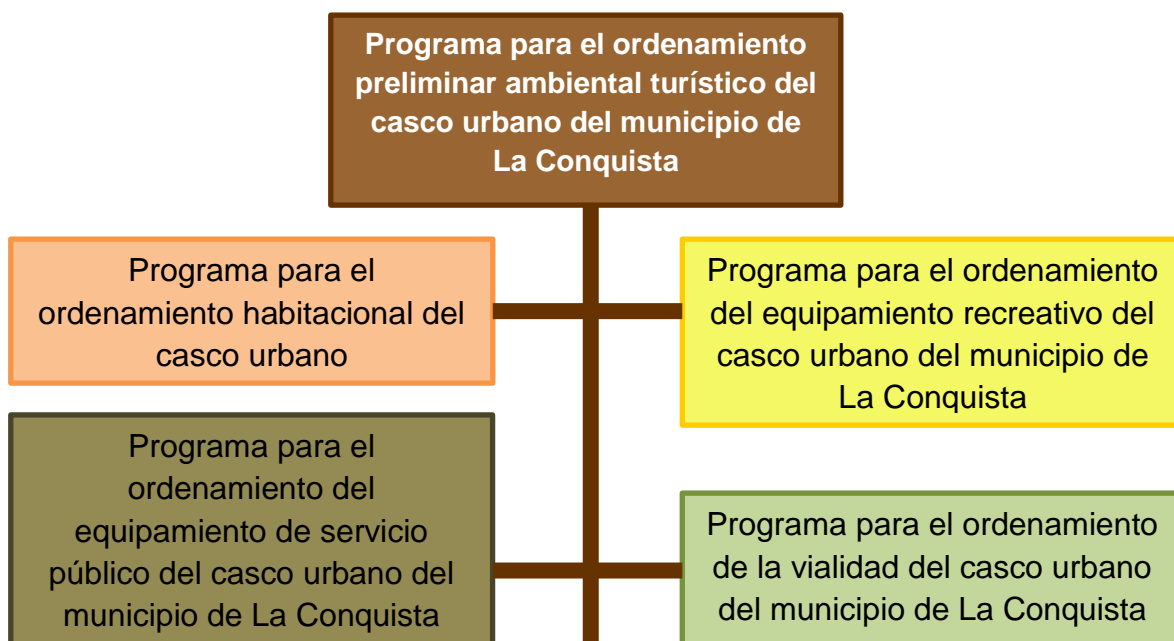 Programa para el ordenamiento
preliminar ambiental turístico del
casco urbano del municipio de
La Conquista
Programa para el
ordenamiento habitacional del
casco urbano
Programa para el ordenamiento
del equipamiento recreativo del
casco urbano del municipio de
La Conquista
Programa para el
ordenamiento del
equipamiento de servicio
público del casco urbano del
municipio de La Conquista
Programa para el ordenamiento
de la vialidad del casco urbano
del municipio de La Conquista